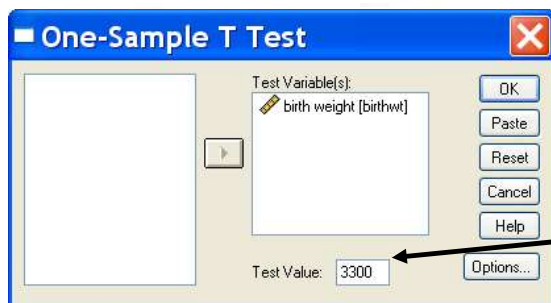 One-Sample T Test
Test Variable(s):
birth weight [birthwt]
OK
Paste
Reset
Cancel
Help
Test Value: 3300
Options...